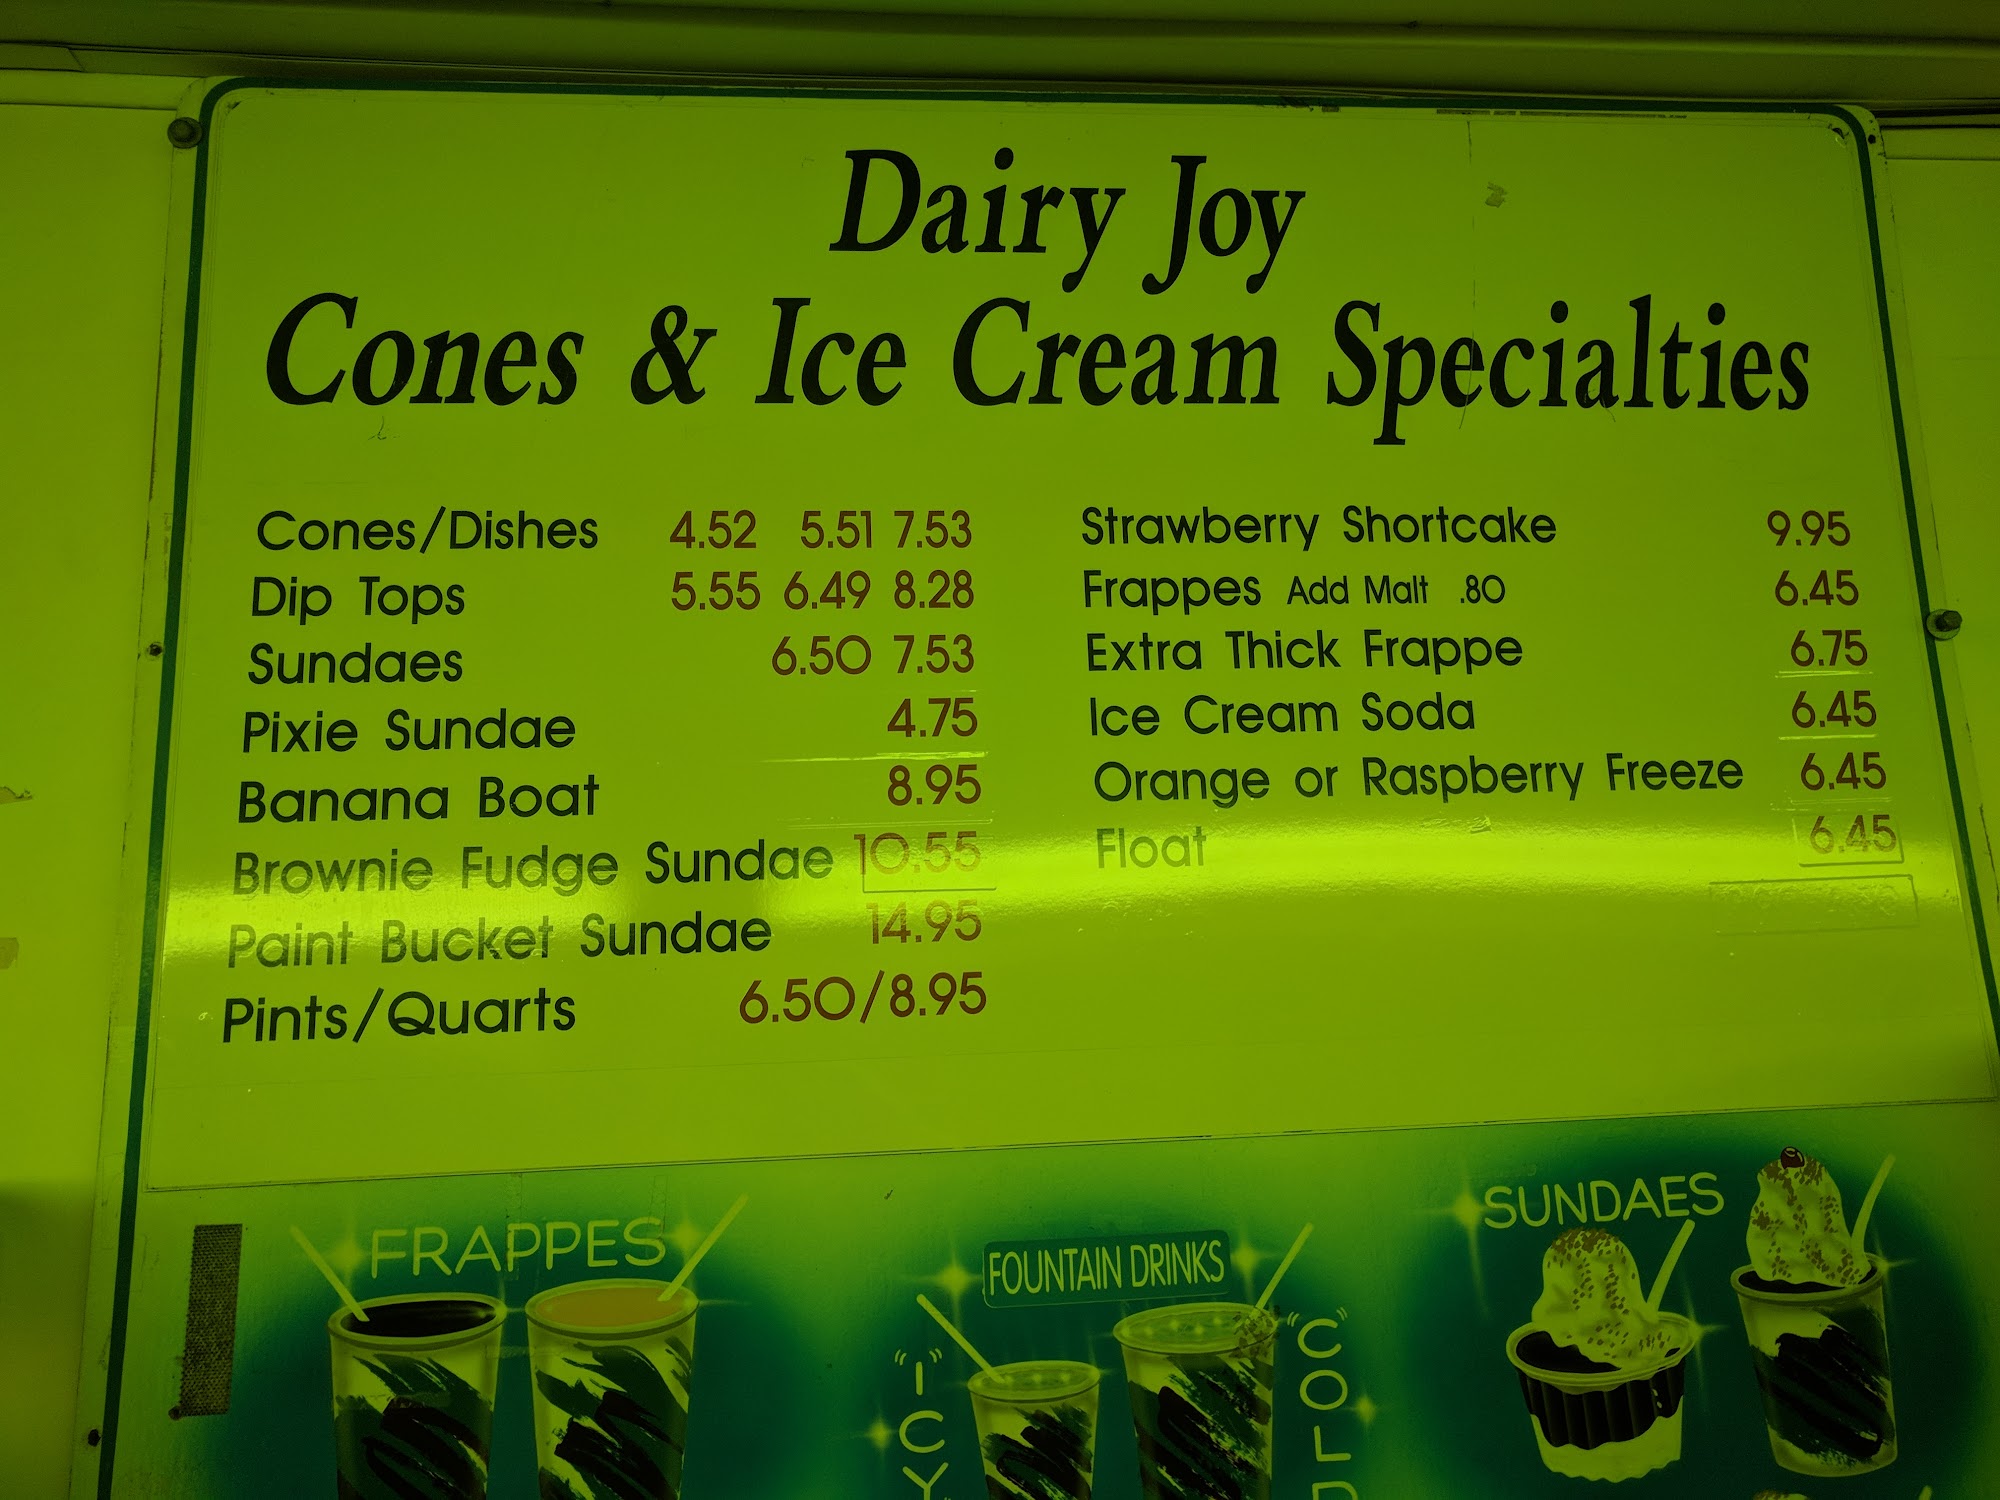 Dairy Joy
Cones & Ice Cream Specialties
Cones/Dishes 4.52 5.51 7.53
Dip Tops 5.55 6.49 8.28
Sundaes 6.50 7.53
Pixie Sundae 4.75
Banana Boat 8.95
Brownie Fudge Sundae 10.55
Paint Bucket Sundae 14.95
Pints/Quarts 6.50/8.95
Strawberry Shortcake 9.95
Frappes Add Malt .80 6.45
Extra Thick Frappe 6.75
Ice Cream Soda 6.45
Orange or Raspberry Freeze 6.45
Float 6.45
FRAPPES
FOUNTAIN DRINKS
"ICY
"COLD
SUNDAES